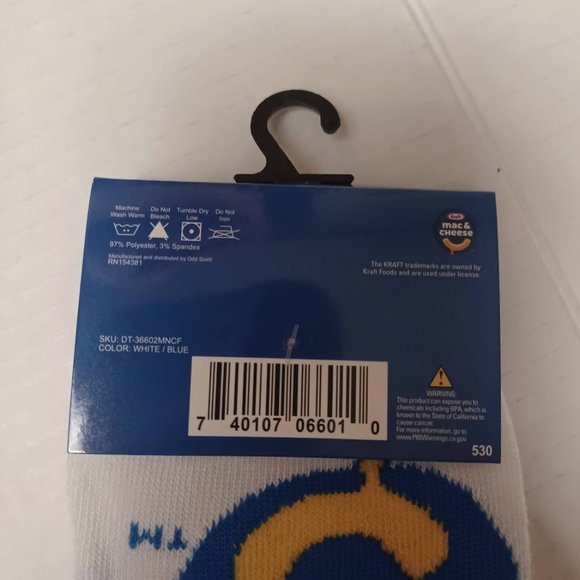 Machine Wash Warm
Do Not Bleach
Tumble Dry Low
Do Not Iron
97% Polyester, 3% Spandex
Manufactured and distributed by Odd Sox®
RN154381
Kraft
mac &
cheese
The KRAFT trademarks are owned by
Kraft Foods and are used under license.
SKU: DT-36602MNCF
COLOR: WHITE / BLUE
7 40107 06601 0
WARNING
This product can expose you to
chemicals including BPA, which is
known to the State of California to
cause cancer.
For more information, go to
www.P65Warnings.ca.gov
530
TM